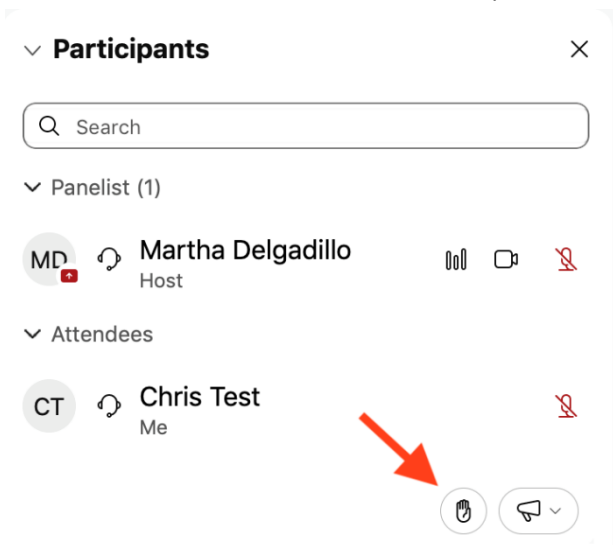 Participants
Search
Panelist (1)
MD
Martha Delgadillo
Host
Attendees
CT
Chris Test
Me